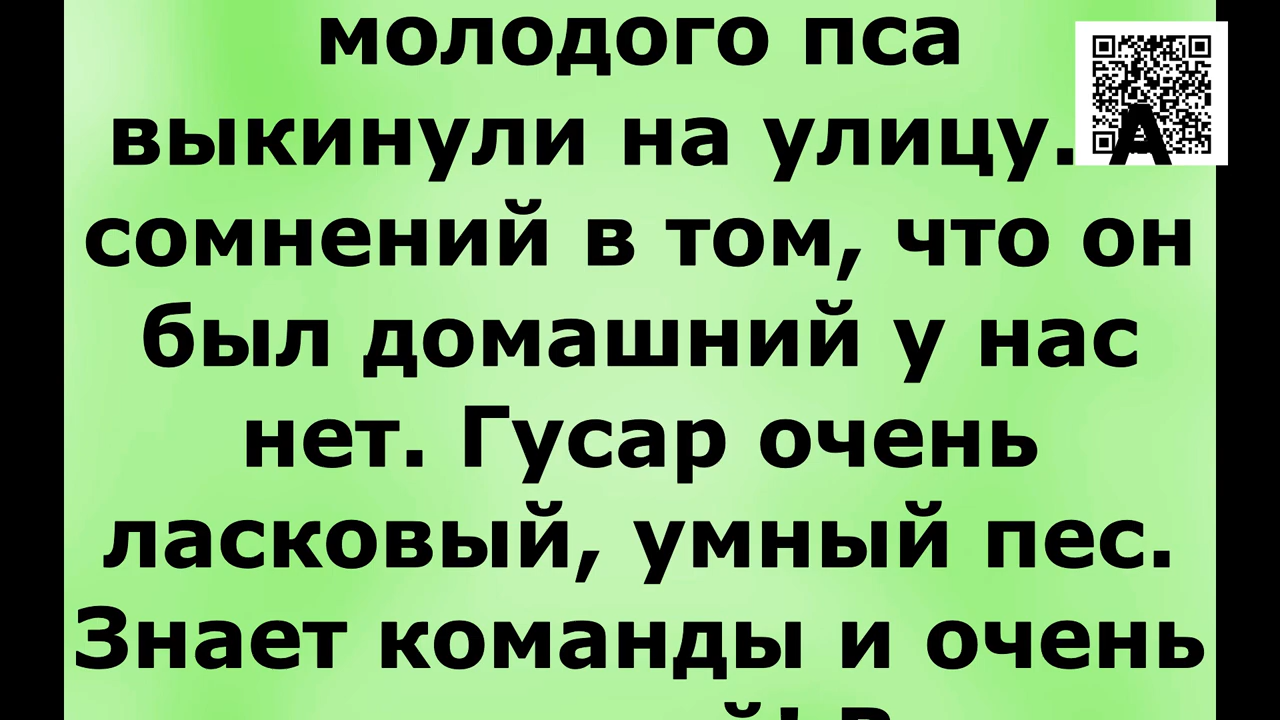 молодого пса
выкинули на улицу. А
сомнений в том, что он
был домашний у нас
нет. Гусар очень
ласковый, умный пес.
Знает команды и очень